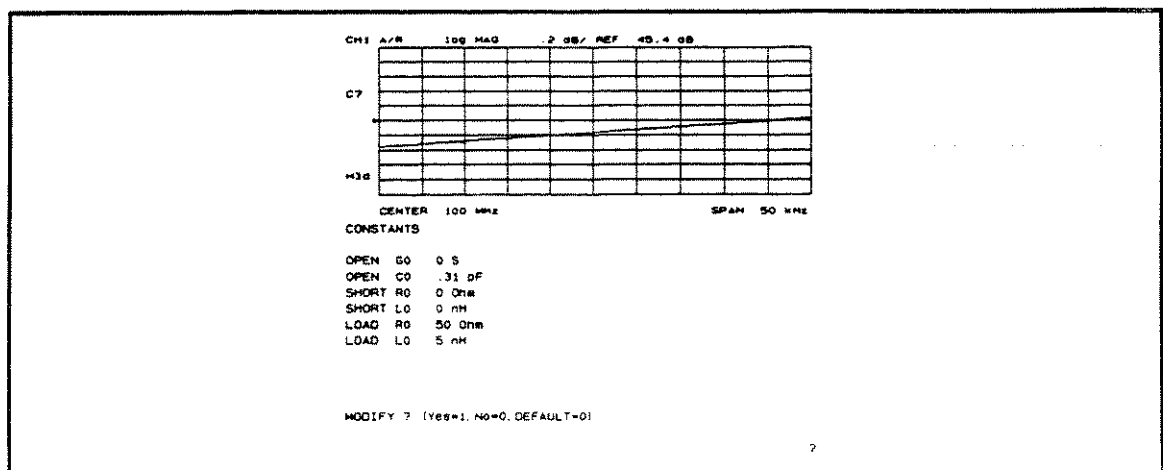 CH1 A/R log MAG .2 dB/ REF 45.4 dB
C?
Hld
CENTER 100 MHz SPAN 50 kHz
CONSTANTS
OPEN G0 0 S
OPEN C0 .31 pF
SHORT R0 0 Ohm
SHORT L0 0 nH
LOAD R0 50 Ohm
LOAD L0 5 nH
MODIFY ? (Yes=1, No=0, DEFAULT=0)
?